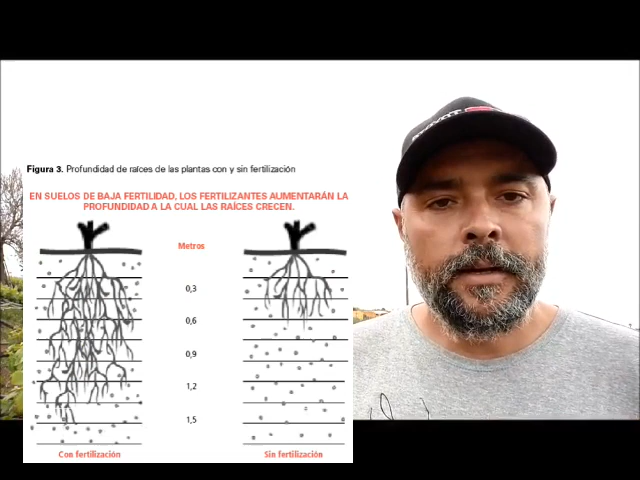 Figura 3. Profundidad de raíces de las plantas con y sin fertilización
EN SUELOS DE BAJA FERTILIDAD, LOS FERTILIZANTES AUMENTARÁN LA
PROFUNDIDAD A LA CUAL LAS RAÍCES CRECEN.
Metros
0,3
0,6
0,9
1,2
1,5
Con fertilización
Sin fertilización